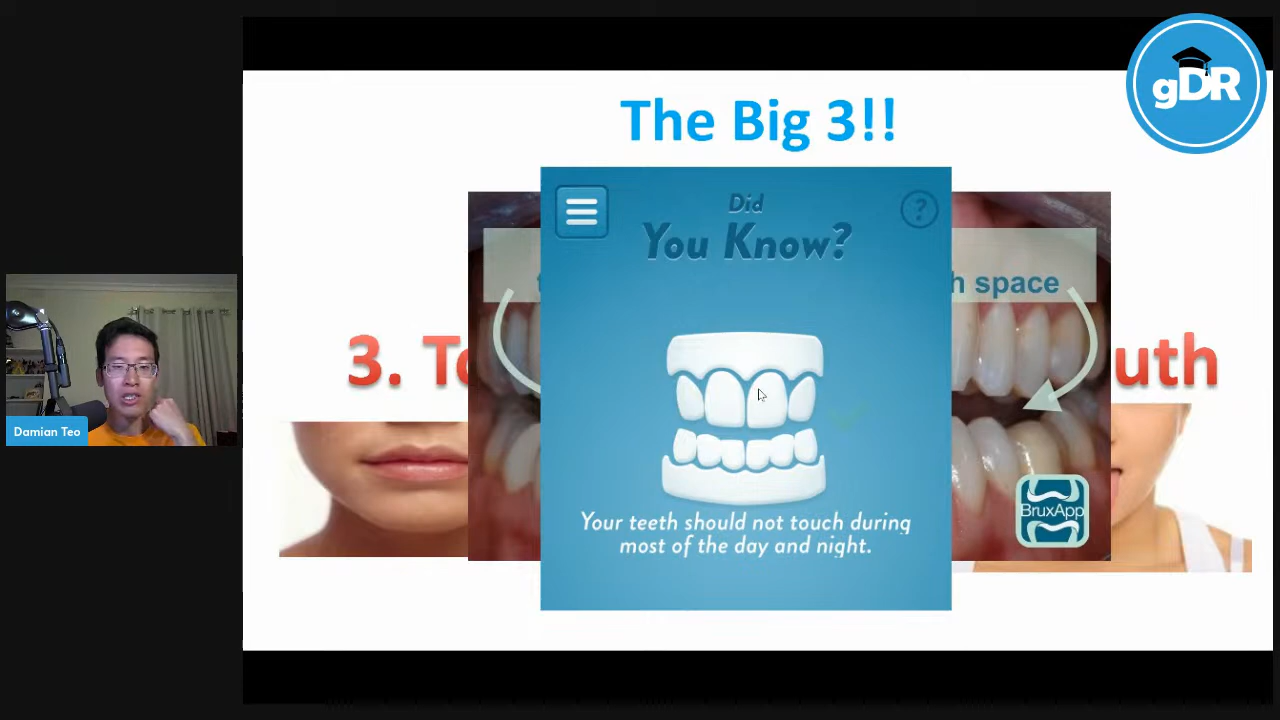 gDR
The Big 3!!
Did
You Know?
?
h space
3. To
uth
Damian Teo
BruxApp
Your teeth should not touch during
most of the day and night.